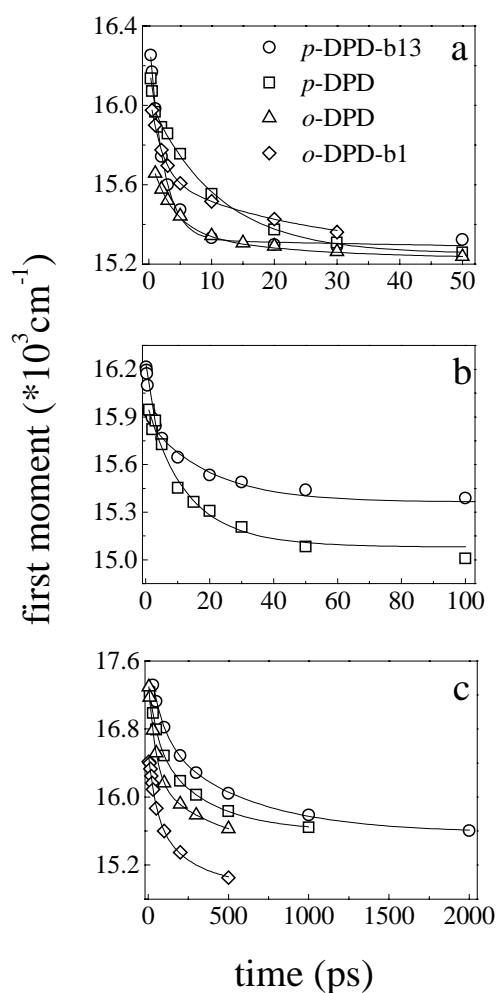 16.4
16.0
15.6
15.2
a
p-DPD-b13
p-DPD
o-DPD
o-DPD-b1
0 10 20 30 40 50
16.2
15.9
15.6
15.3
15.0
b
0 20 40 60 80 100
17.6
16.8
16.0
15.2
c
0 500 1000 1500 2000
first moment (*10³cm⁻¹)
time (ps)